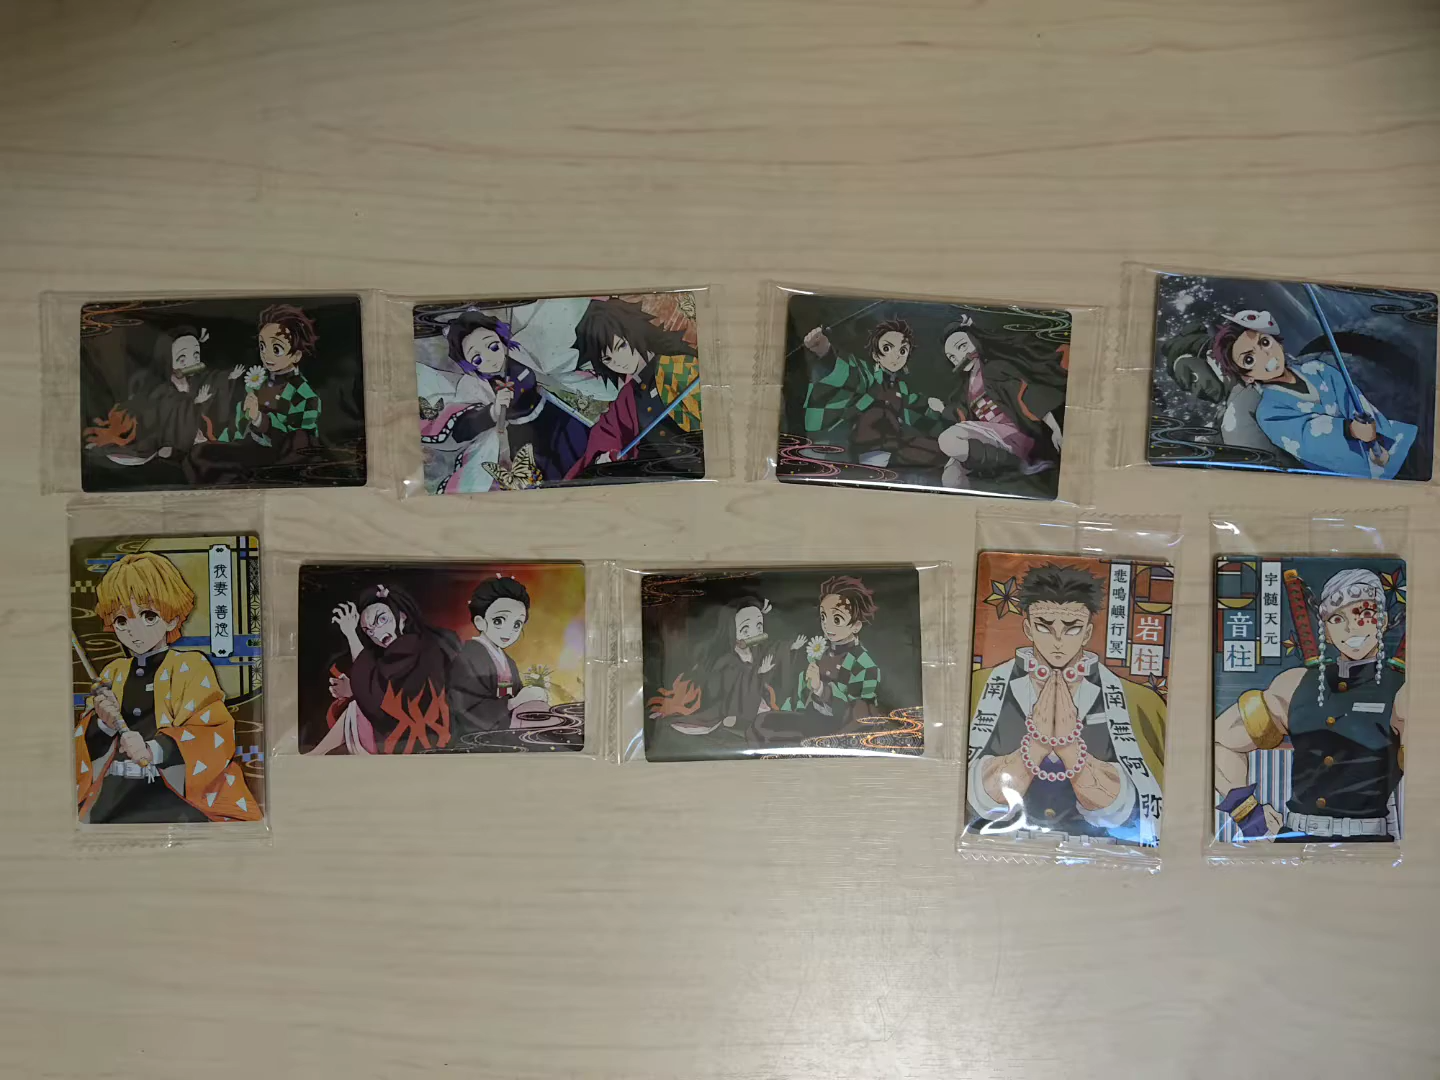 我妻 善逸
悲鳴嶼行冥
岩柱
南無阿
南無阿弥
宇髄天元
音柱